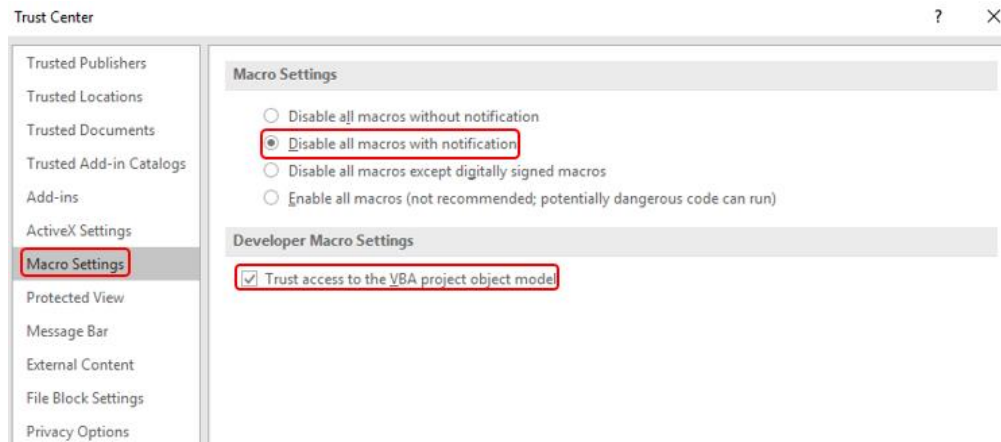 Trust Center
?
Trusted Publishers
Trusted Locations
Trusted Documents
Trusted Add-in Catalogs
Add-ins
ActiveX Settings
Macro Settings
Protected View
Message Bar
External Content
File Block Settings
Privacy Options
Macro Settings
Disable all macros without notification
Disable all macros with notification
Disable all macros except digitally signed macros
Enable all macros (not recommended; potentially dangerous code can run)
Developer Macro Settings
Trust access to the VBA project object model